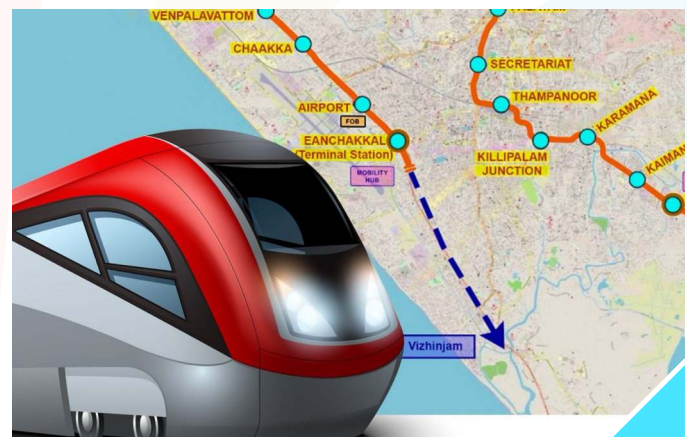 VENPALAVATTOM
CHAAKKA
AIRPORT
FOB
EANCHAKKAL
(Terminal Station)
MOBILITY
HUB
SECRETARIAT
THAMPANOOR
KILLIPALAM
JUNCTION
KARAMANA
Vizhinjam